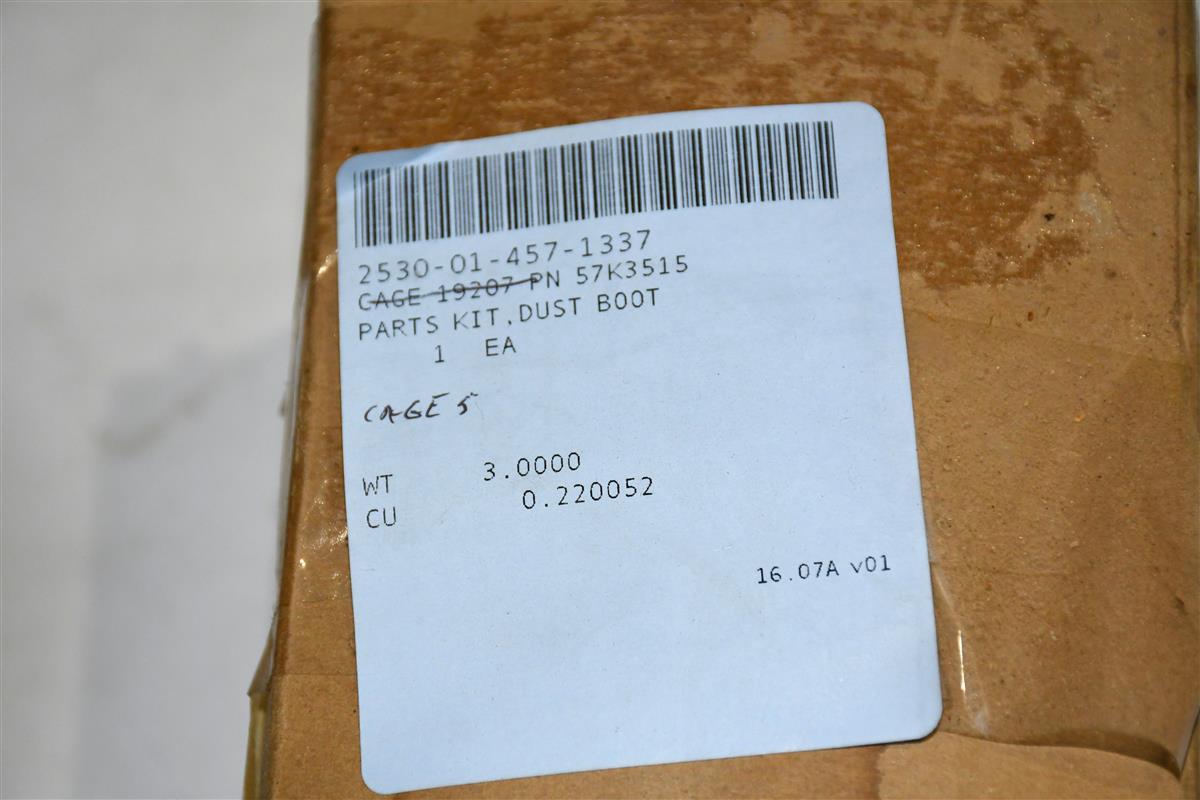 2530-01-457-1337
CAGE 19207 PN 57K3515
PARTS KIT,DUST BOOT
1 EA
CAGE 5
WT 3.0000
CU 0.220052
16.07A v01